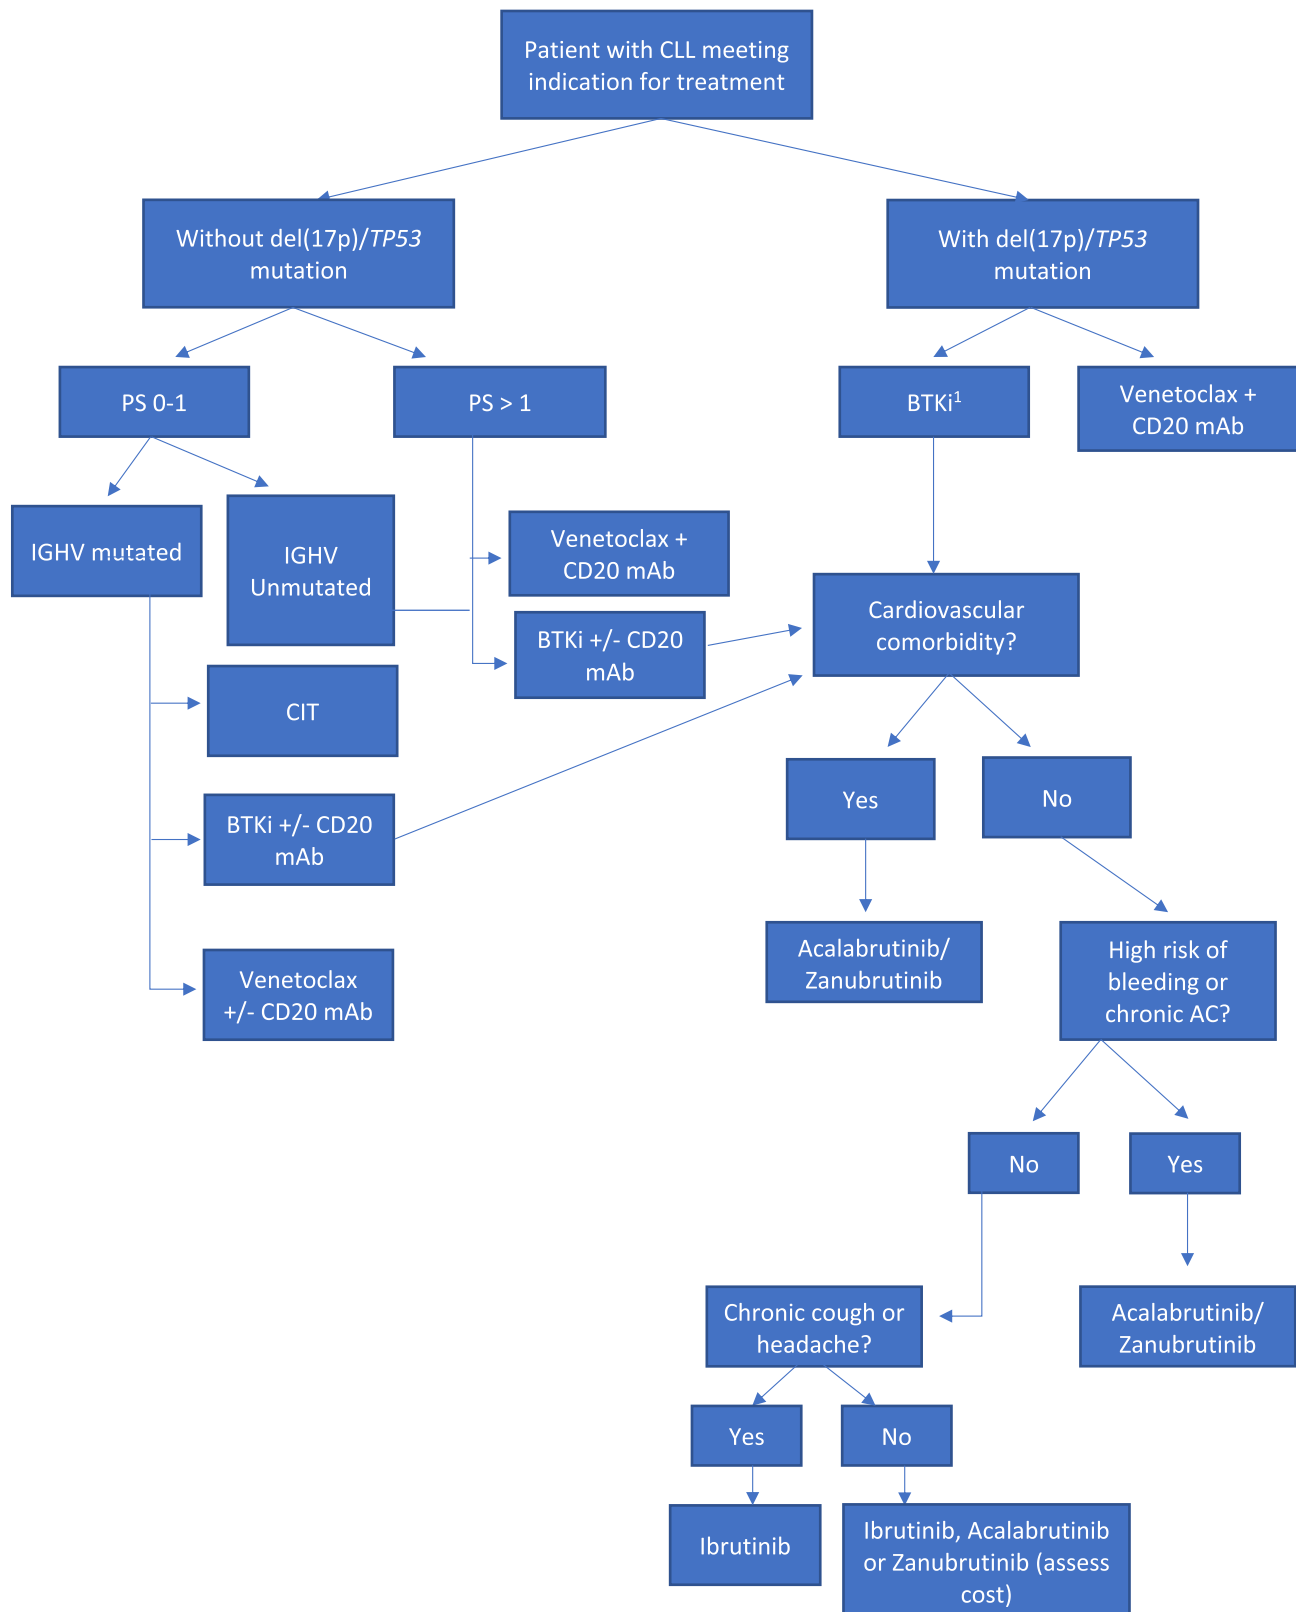 Patient with CLL meeting
indication for treatment
Without del(17p)/TP53
mutation
With del(17p)/TP53
mutation
PS 0-1
PS > 1
BTKi¹
Venetoclax +
CD20 mAb
IGHV mutated
IGHV
Unmutated
Venetoclax +
CD20 mAb
BTKi +/- CD20
mAb
Cardiovascular
comorbidity?
CIT
BTKi +/- CD20
mAb
Yes
No
Venetoclax
+/- CD20 mAb
Acalabrutinib/
Zanubrutinib
High risk of
bleeding or
chronic AC?
No
Yes
Chronic cough or
headache?
Acalabrutinib/
Zanubrutinib
Yes
No
Ibrutinib
Ibrutinib, Acalabrutinib
or Zanubrutinib (assess
cost)